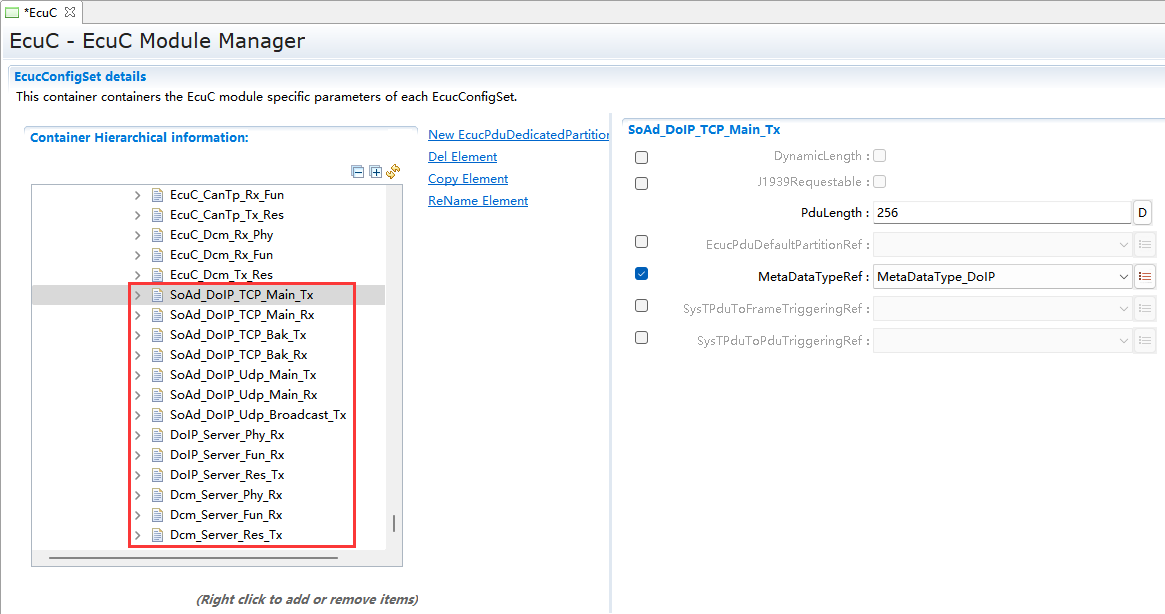 *EcuC
EcuC - EcuC Module Manager
EcucConfigSet details
This container containers the EcuC module specific parameters of each EcucConfigSet.
Container Hierarchical information:
EcuC_CanTp_Rx_Fun
EcuC_CanTp_Tx_Res
EcuC_Dcm_Rx_Phy
EcuC_Dcm_Rx_Fun
EcuC_Dcm_Tx_Res
SoAd_DoIP_TCP_Main_Tx
SoAd_DoIP_TCP_Main_Rx
SoAd_DoIP_TCP_Bak_Tx
SoAd_DoIP_TCP_Bak_Rx
SoAd_DoIP_Udp_Main_Tx
SoAd_DoIP_Udp_Main_Rx
SoAd_DoIP_Udp_Broadcast_Tx
DoIP_Server_Phy_Rx
DoIP_Server_Fun_Rx
DoIP_Server_Res_Tx
Dcm_Server_Phy_Rx
Dcm_Server_Fun_Rx
Dcm_Server_Res_Tx
(Right click to add or remove items)
New EcucPduDedicatedPartition
Del Element
Copy Element
ReName Element
SoAd_DoIP_TCP_Main_Tx
DynamicLength :
J1939Requestable :
PduLength : 256 D
EcucPduDefaultPartitionRef :
MetaDataTypeRef : MetaDataType_DoIP
SysTPduToFrameTriggeringRef :
SysTPduToPduTriggeringRef :